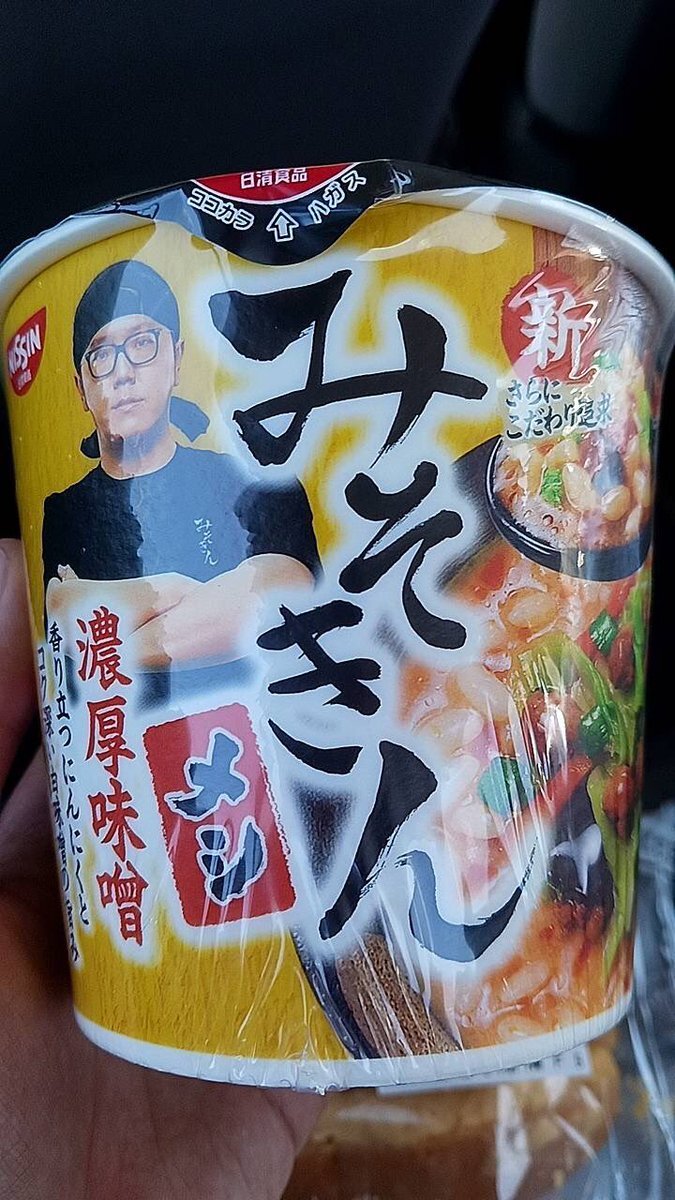 日清食品
ココカラ
ハガス
NISSIN
みそきん
新
さらに
こだわり追求
みそきん
濃厚味噌
メシ
香り立つにんにくと
コク深い白味噌の旨み